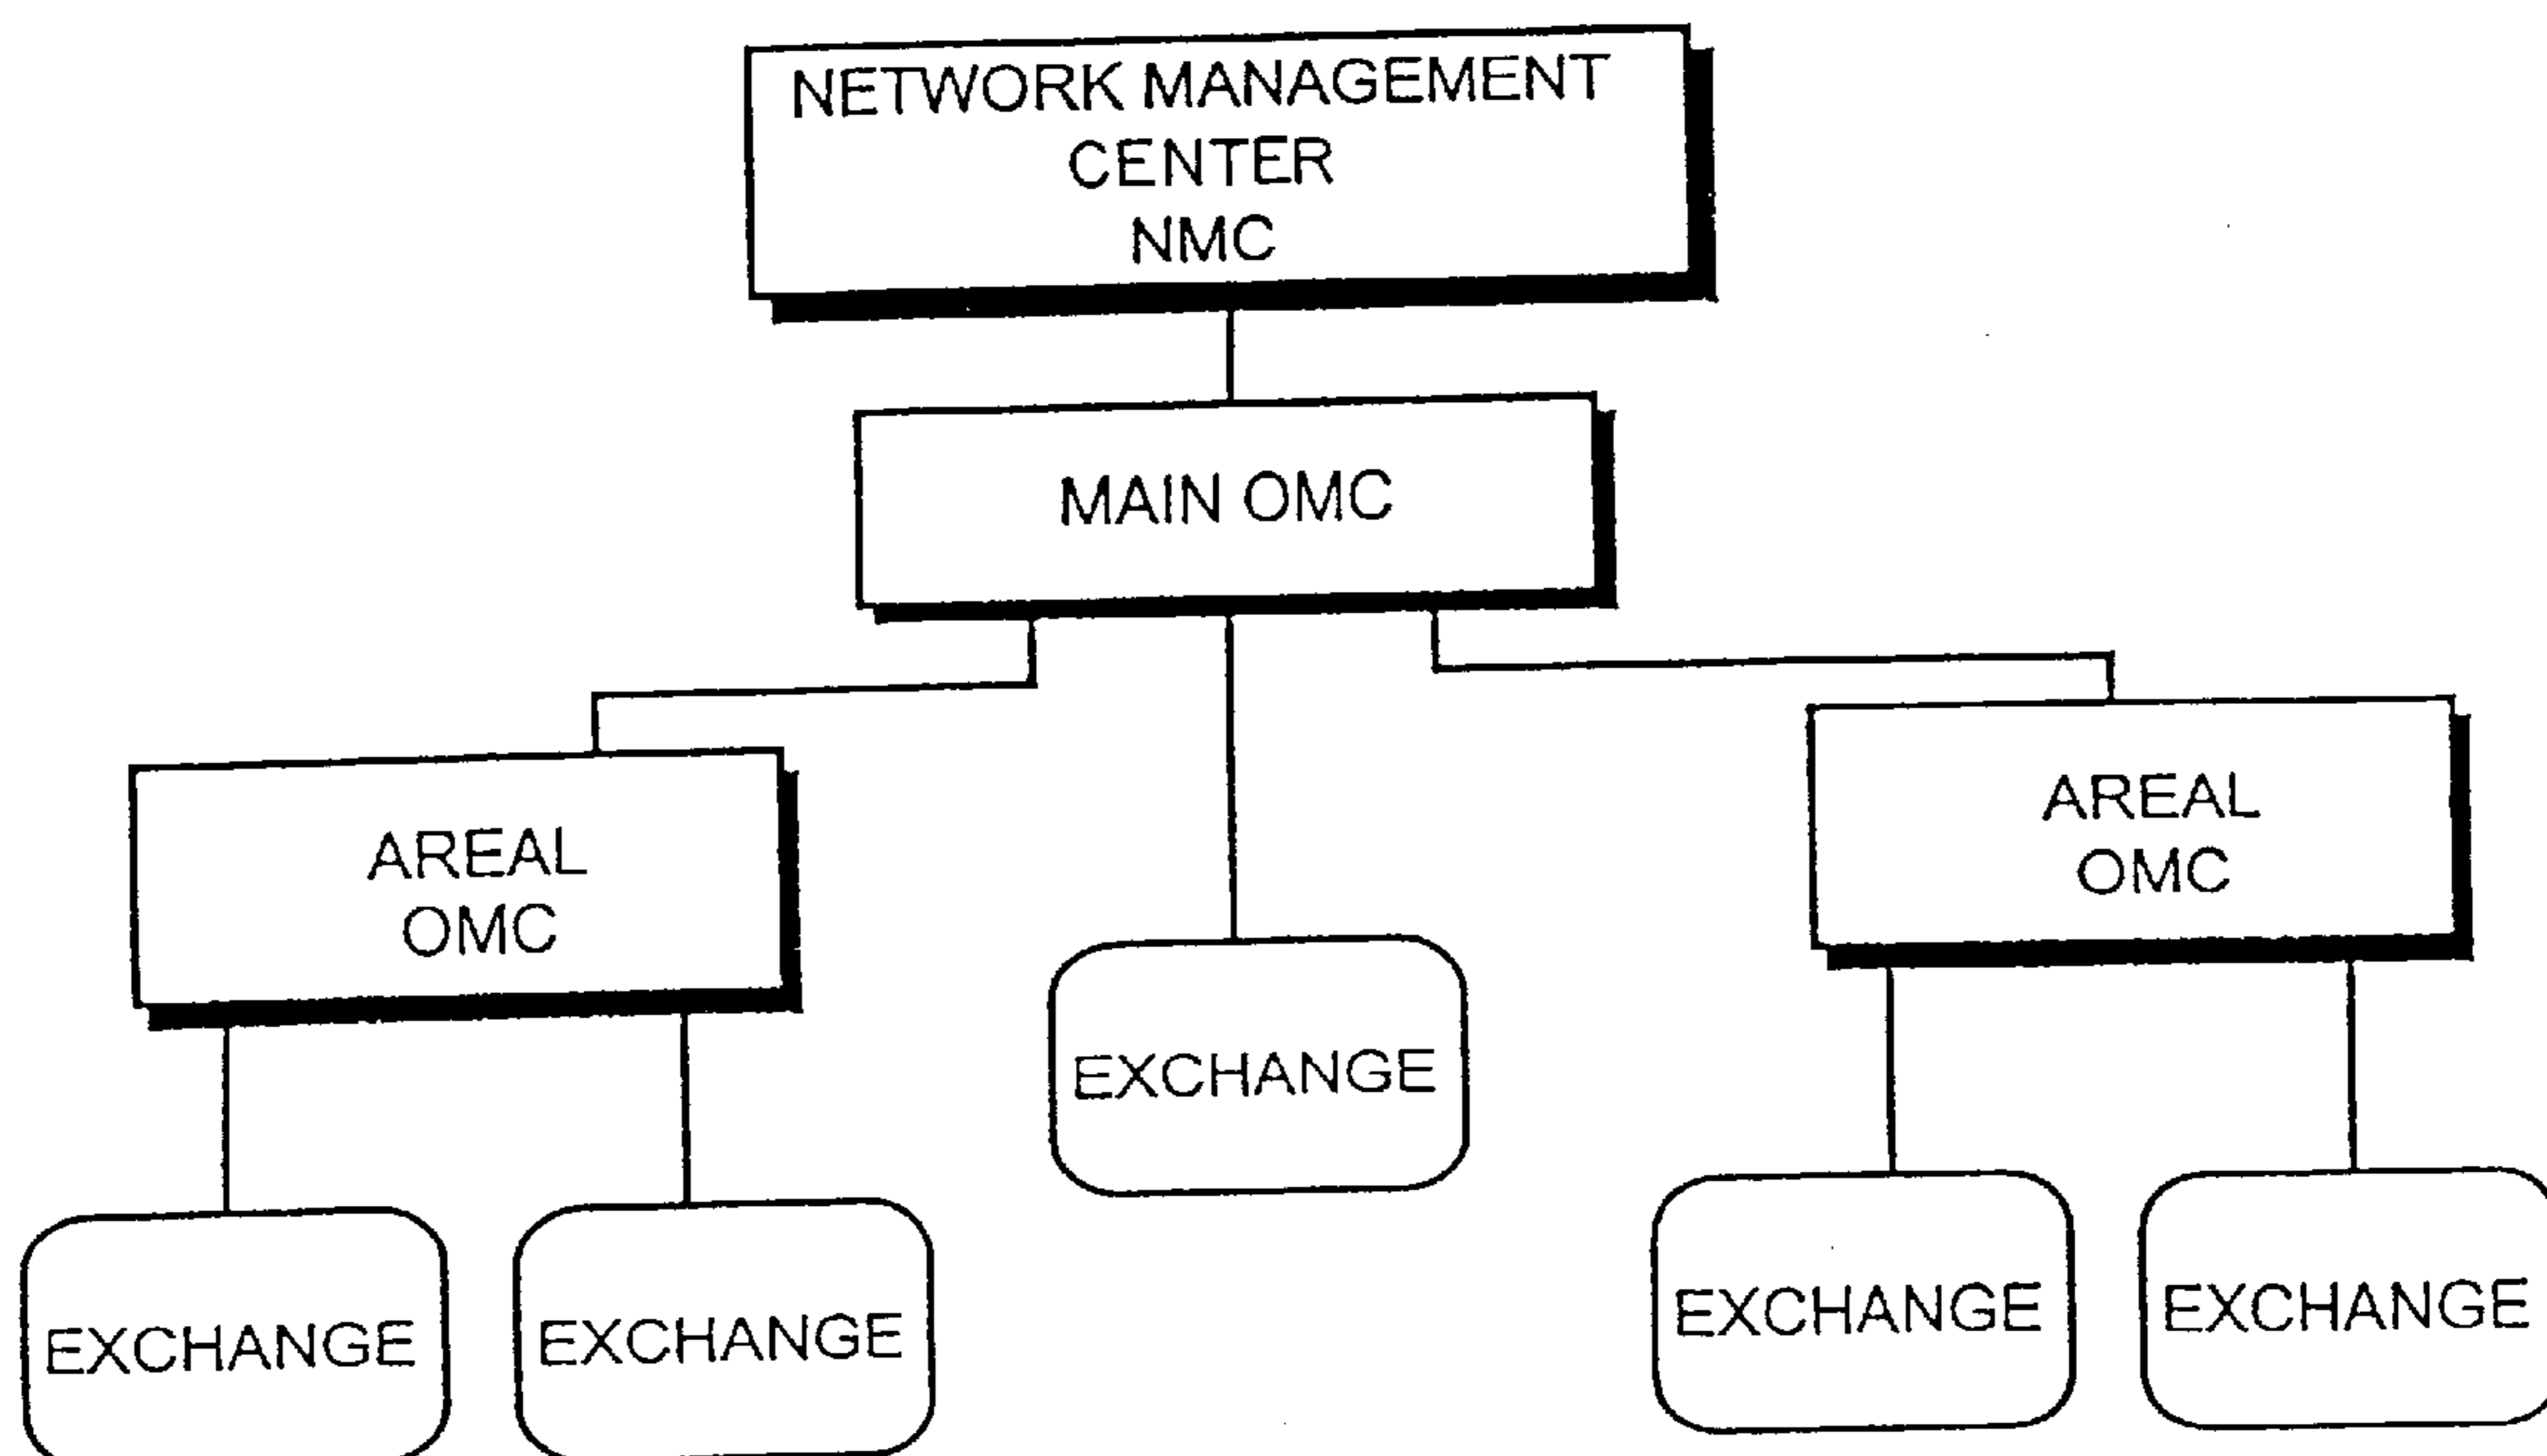 NETWORK MANAGEMENT
CENTER
NMC
MAIN OMC
AREAL
OMC
AREAL
OMC
EXCHANGE
EXCHANGE
EXCHANGE
EXCHANGE
EXCHANGE